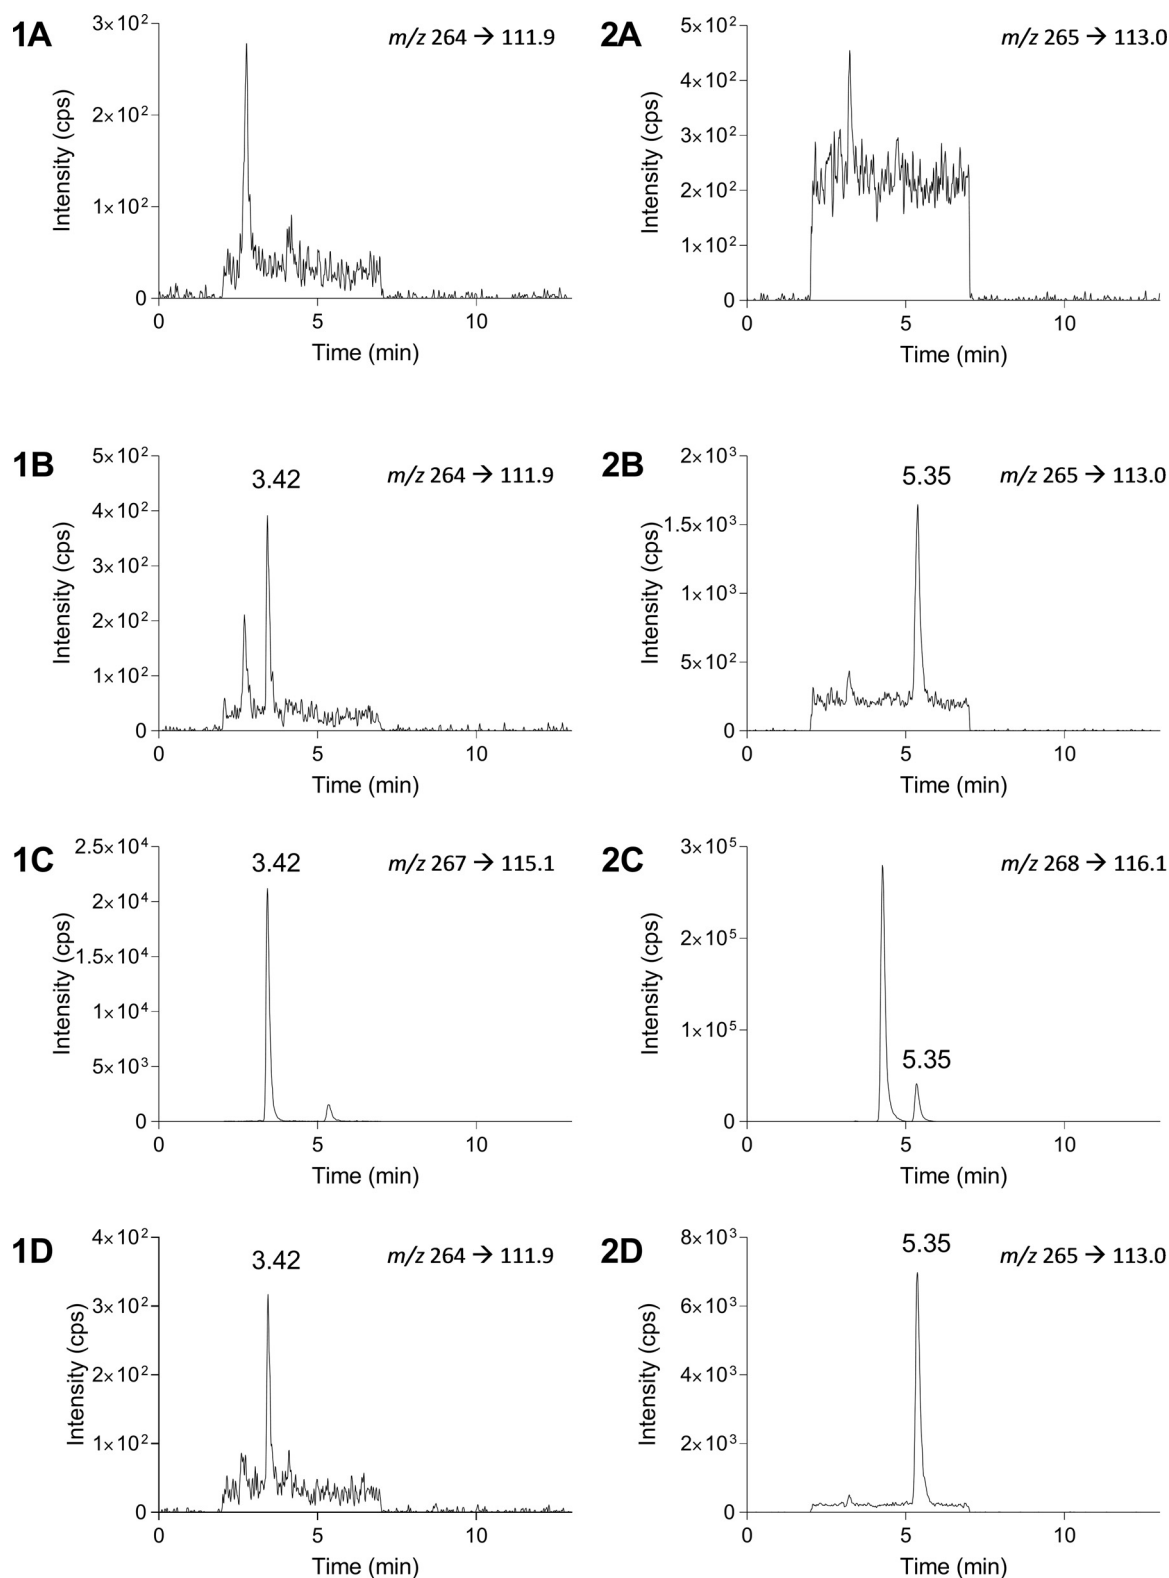 1A
m/z 264 → 111.9
3×10²
2×10²
1×10²
0
Intensity (cps)
0 5 10
Time (min)
2A
m/z 265 → 113.0
5×10²
4×10²
3×10²
2×10²
1×10²
0
Intensity (cps)
0 5 10
Time (min)
1B
m/z 264 → 111.9
3.42
5×10²
4×10²
3×10²
2×10²
1×10²
0
Intensity (cps)
0 5 10
Time (min)
2B
m/z 265 → 113.0
5.35
2×10³
1.5×10³
1×10³
5×10²
0
Intensity (cps)
0 5 10
Time (min)
1C
m/z 267 → 115.1
3.42
2.5×10⁴
2×10⁴
1.5×10⁴
1×10⁴
5×10³
0
Intensity (cps)
0 5 10
Time (min)
2C
m/z 268 → 116.1
5.35
3×10⁵
2×10⁵
1×10⁵
0
Intensity (cps)
0 5 10
Time (min)
1D
m/z 264 → 111.9
3.42
4×10²
3×10²
2×10²
1×10²
0
Intensity (cps)
0 5 10
Time (min)
2D
m/z 265 → 113.0
5.35
8×10³
6×10³
4×10³
2×10³
0
Intensity (cps)
0 5 10
Time (min)